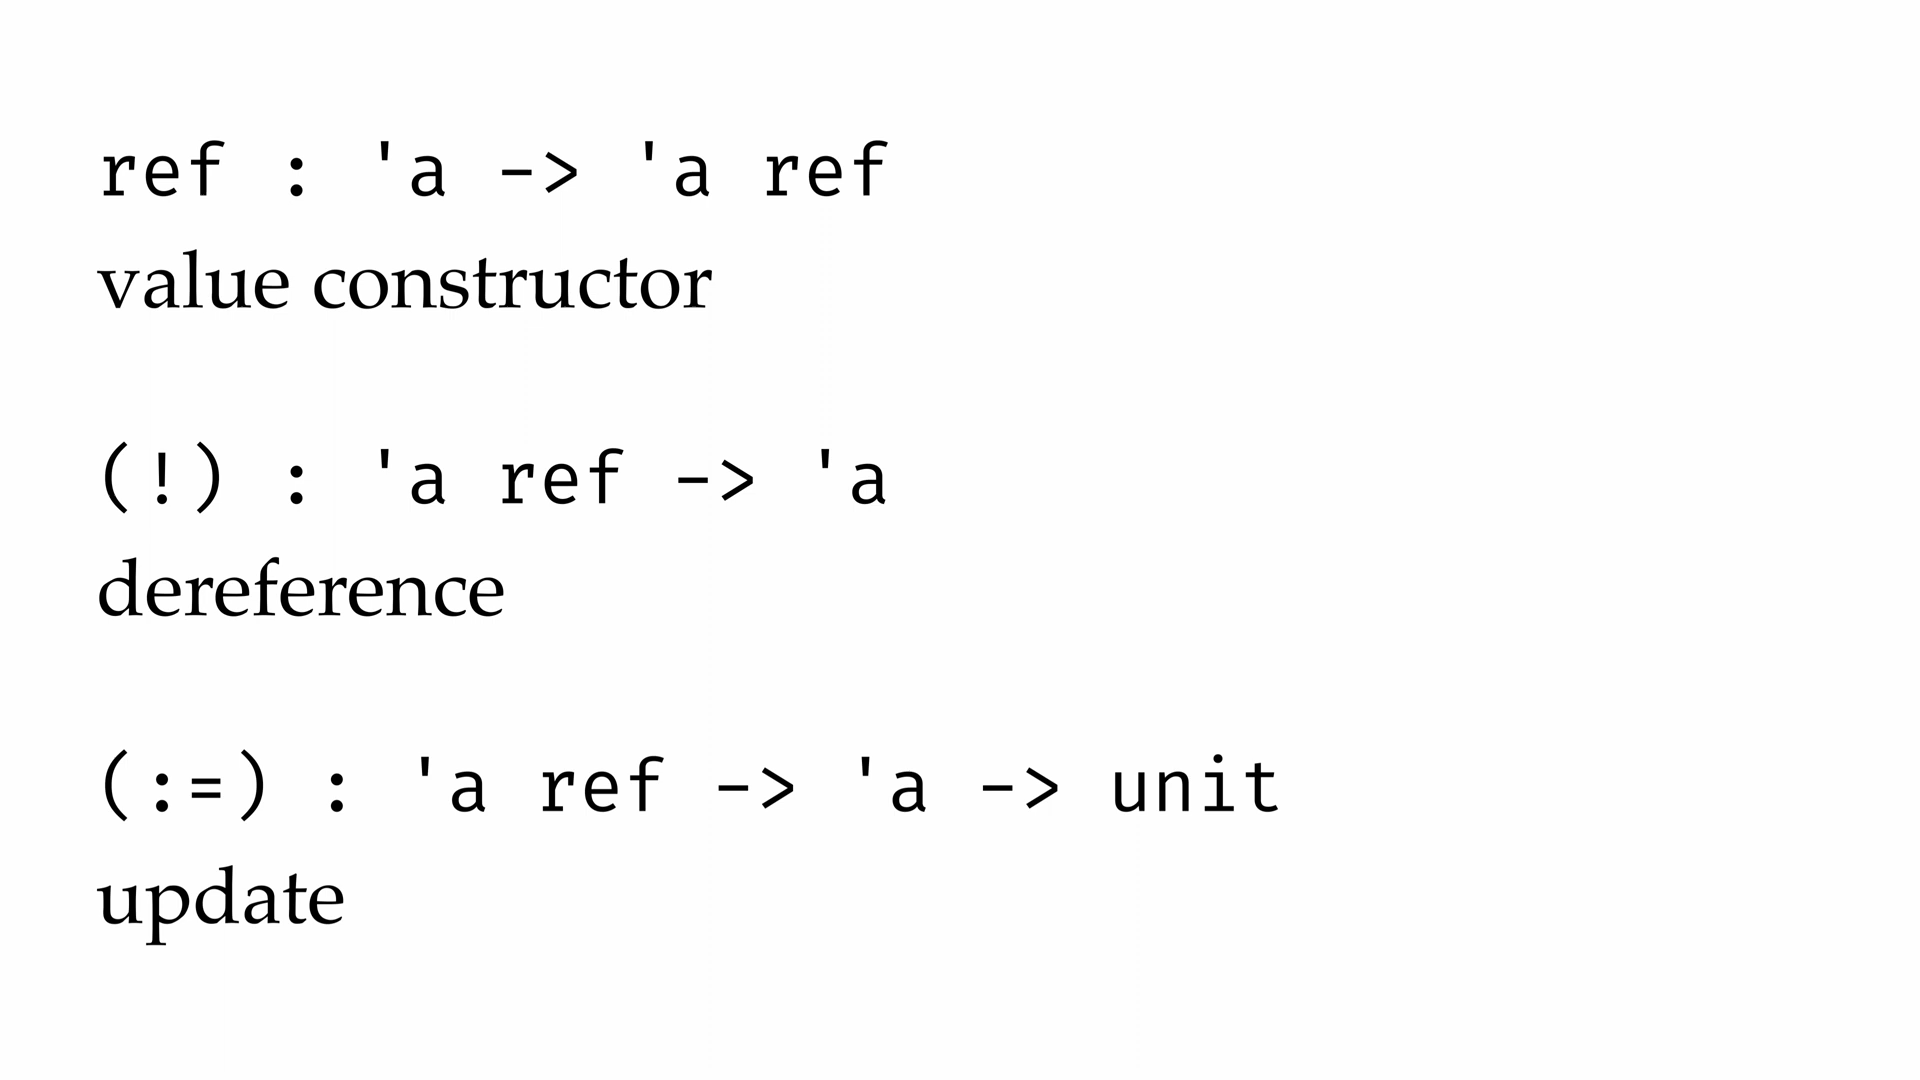 ref : 'a -> 'a ref
value constructor
(!) : 'a ref -> 'a
dereference
(:=) : 'a ref -> 'a -> unit
update